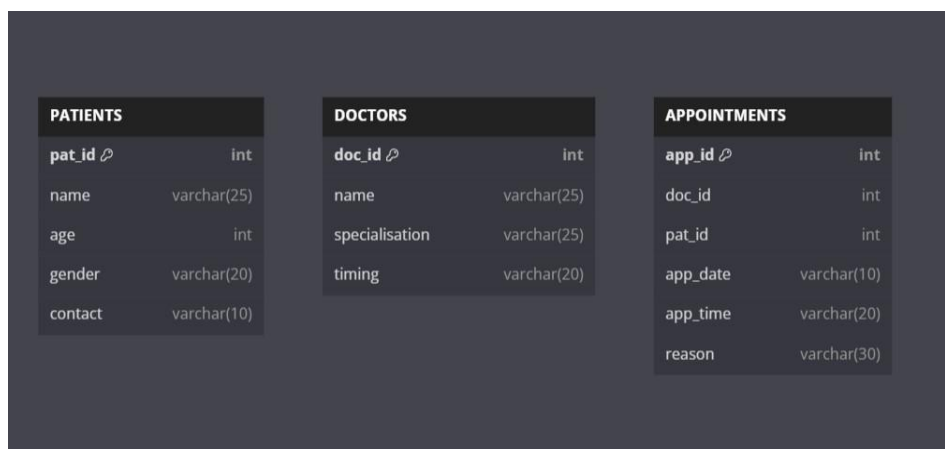 PATIENTS
pat_id int
name varchar(25)
age int
gender varchar(20)
contact varchar(10)
DOCTORS
doc_id int
name varchar(25)
specialisation varchar(25)
timing varchar(20)
APPOINTMENTS
app_id int
doc_id int
pat_id int
app_date varchar(10)
app_time varchar(20)
reason varchar(30)